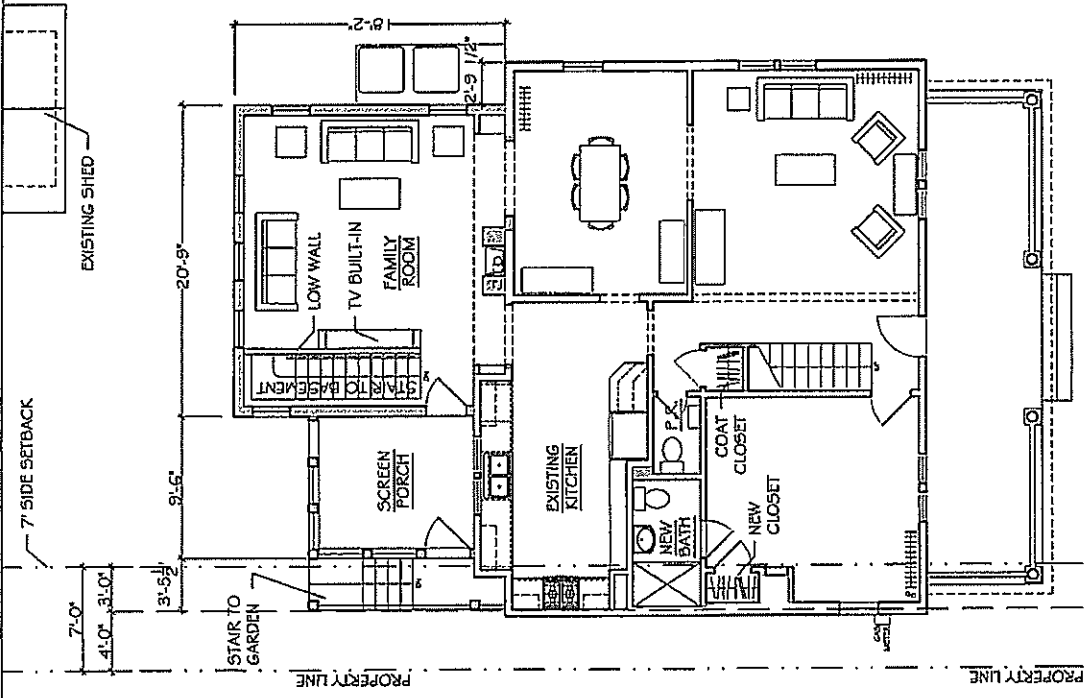 EXISTING SHED
7' SIDE SETBACK
18'-2"
2'-9 1/2"
20'-9"
9'-6"
3'-5 1/2"
7'-0"
3'-0"
4'-0"
LOW WALL
TV BUILT-IN
FAMILY
ROOM
STAIR TO BASEMENT
SCREEN
PORCH
STAIR TO
GARDEN
EXISTING
KITCHEN
P.R.
COAT
CLOSET
NEW
BATH
NEW
CLOSET
GAS
METER
PROPERTY LINE
PROPERTY LINE